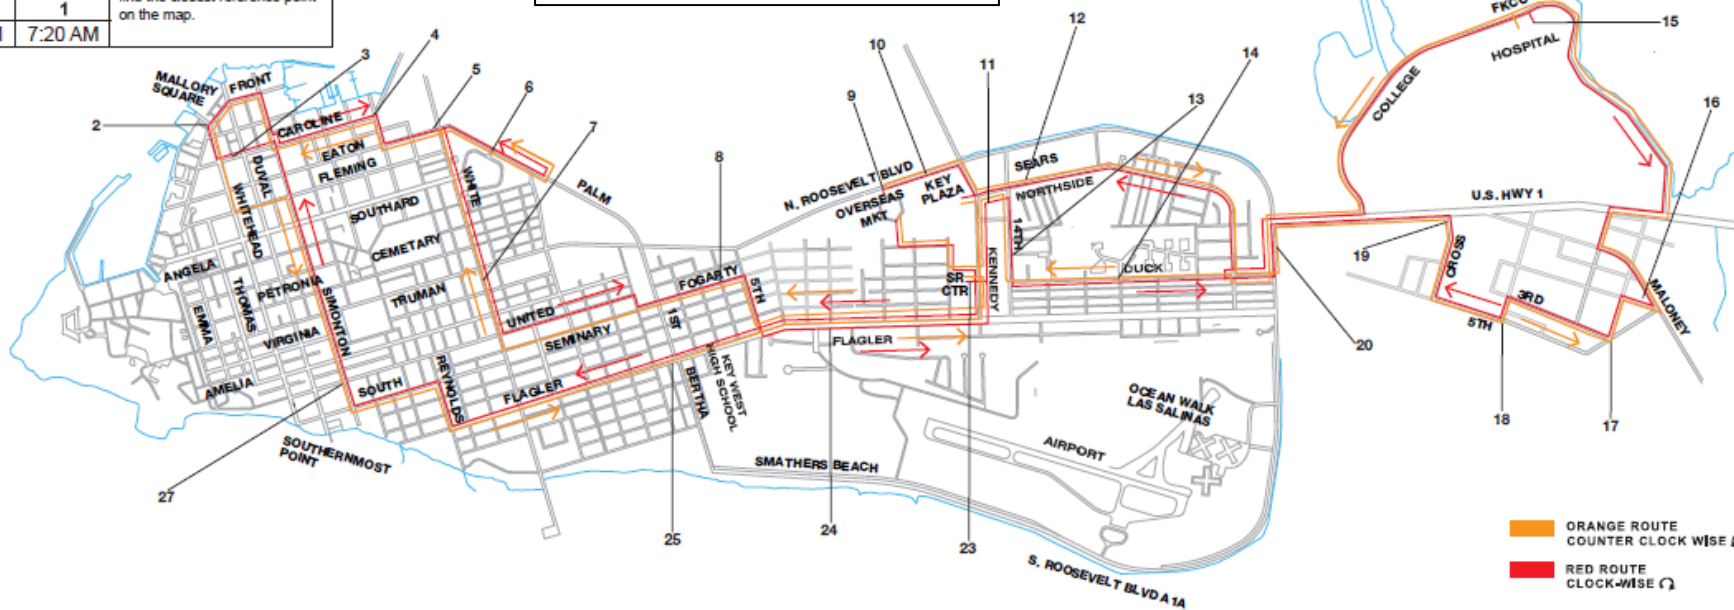 find the closest reference point
1
on the map.
7:20 AM
12
FKCC
15
4
10
11
14
HOSPITAL
3
5
MALLORY
SQUARE
FRONT
6
9
13
COLLEGE
16
2
CAROLINE
7
EATON
8
SEARS
DUVAL
FLEMING
WHITE
N. ROOSEVELT BLVD
KEY
PLAZA
NORTHSIDE
PALM
OVERSEAS
MKT
WHITEHEAD
SOUTHARD
U.S. HWY 1
14TH
CEMETARY
ANGELA
19
CROSS
KENNEDY
DUCK
FOGARTY
SR
CTR
THOMAS
PETRONIA
SIMONTON
TRUMAN
5TH
3RD
MALONEY
EMMA
VIRGINIA
UNITED
1ST
SEMINARY
5TH
FLAGLER
20
AMELIA
SOUTH
REYNOLDS
FLAGLER
BERTHA
KEY WEST
HIGH SCHOOL
OCEAN WALK
LAS SALINAS
18
17
SOUTHERNMOST
POINT
AIRPORT
SMATHERS BEACH
27
25
24
23
ORANGE ROUTE
COUNTER CLOCK WISE
S. ROOSEVELT BLVD A1A
RED ROUTE
CLOCK-WISE